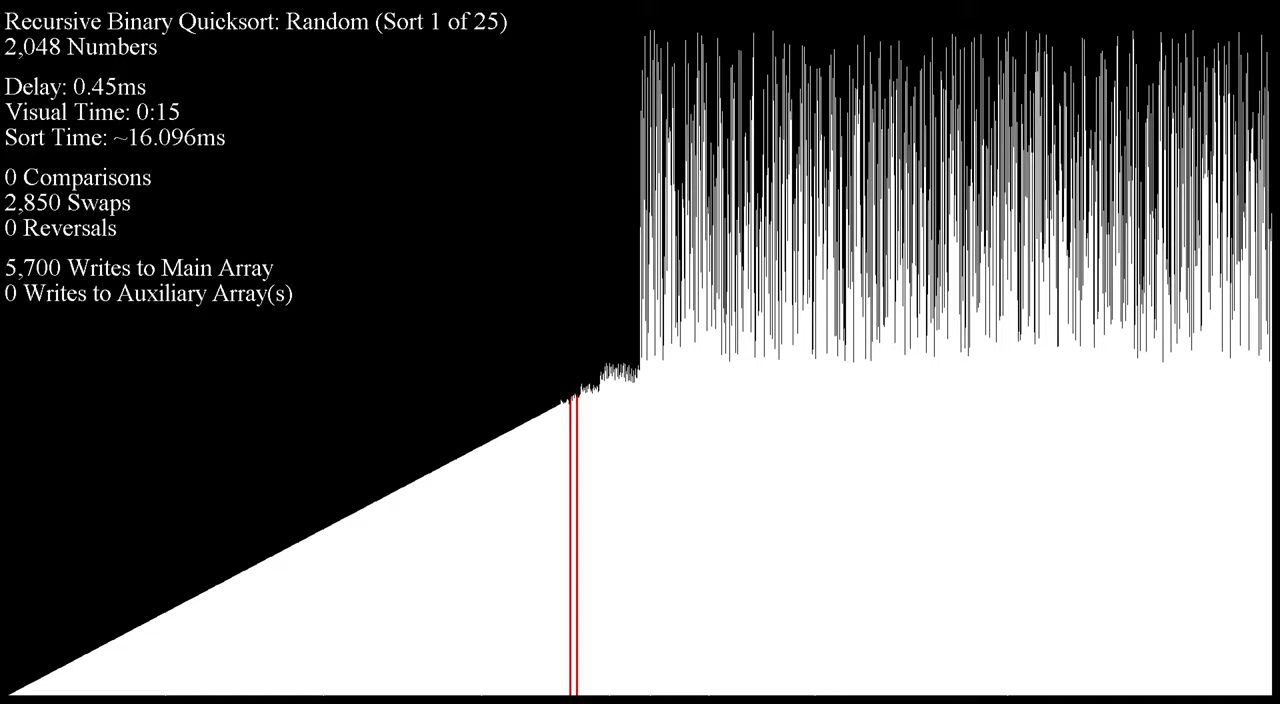 Recursive Binary Quicksort: Random (Sort 1 of 25)
2,048 Numbers
Delay: 0.45ms
Visual Time: 0:15
Sort Time: ~16.096ms
0 Comparisons
2,850 Swaps
0 Reversals
5,700 Writes to Main Array
0 Writes to Auxiliary Array(s)